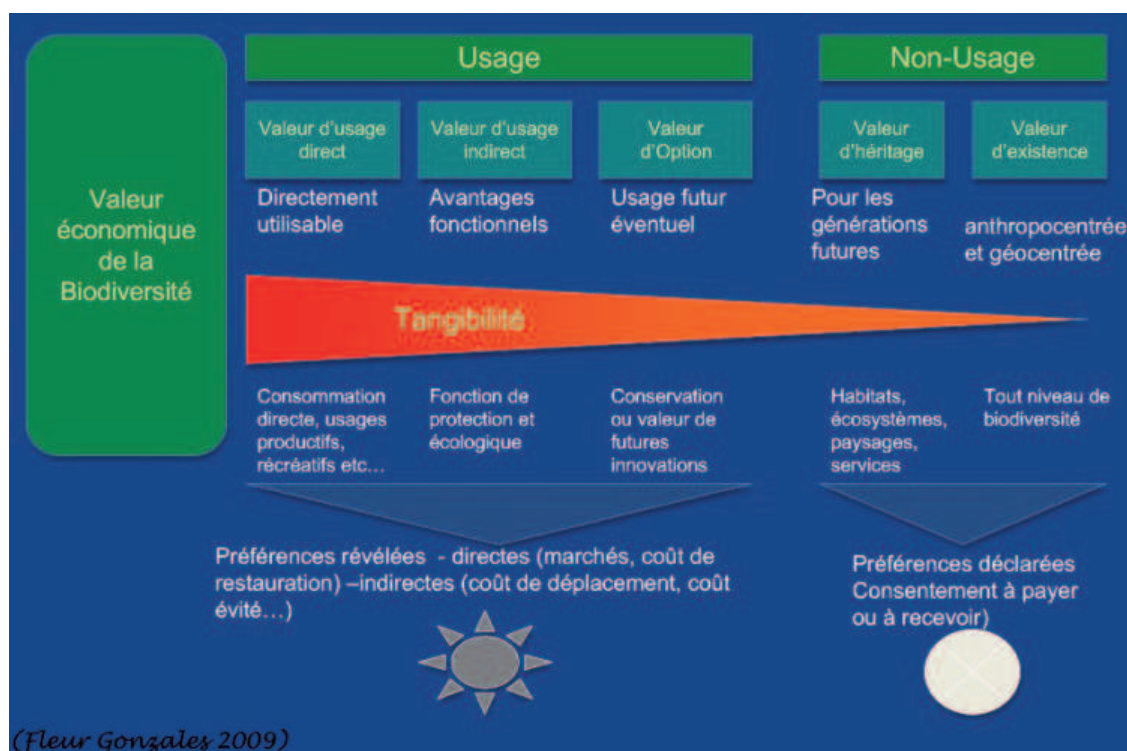 Usage
Non-Usage
Valeur
économique
de la
Biodiversité
Valeur d'usage
direct
Valeur d'usage
indirect
Valeur
d'Option
Valeur
d'héritage
Valeur
d'existence
Directement
utilisable
Avantages
fonctionnels
Usage futur
éventuel
Pour les
générations
futures
anthropocentrée
et géocentrée
Tangibilité
Consommation
directe, usages
productifs,
récréatifs etc...
Fonction de
protection et
écologique
Conservation
ou valeur de
futures
innovations
Habitats,
écosystèmes,
paysages,
services
Tout niveau de
biodiversité
Préférences révélées - directes (marchés, coût de
restauration) –indirectes (coût de déplacement, coût
évité…)
Préférences déclarées
Consentement à payer
ou à recevoir)
(Fleur Gonzales 2009)